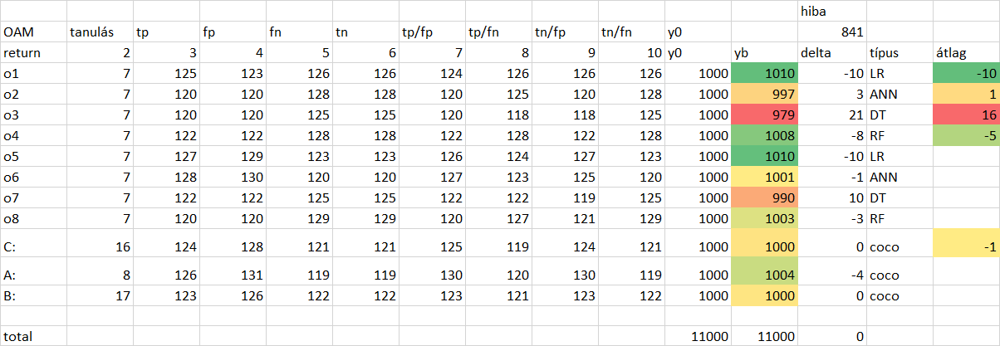 hiba
OAM tanulás tp fp fn tn tp/fp tp/fn tn/fp tn/fn y0 841
return 2 3 4 5 6 7 8 9 10 y0 yb delta típus átlag
o1 7 125 123 126 126 124 126 126 126 1000 1010 -10 LR -10
o2 7 120 120 128 128 120 125 120 128 1000 997 3 ANN 1
o3 7 120 120 125 125 120 118 118 125 1000 979 21 DT 16
o4 7 122 122 128 128 122 128 122 128 1000 1008 -8 RF -5
o5 7 127 129 123 123 126 124 127 123 1000 1010 -10 LR
o6 7 128 130 120 120 127 123 125 120 1000 1001 -1 ANN
o7 7 122 122 125 125 122 122 119 125 1000 990 10 DT
o8 7 120 120 129 129 120 127 121 129 1000 1003 -3 RF
C: 16 124 128 121 121 125 119 124 121 1000 1000 0 coco -1
A: 8 126 131 119 119 130 120 130 119 1000 1004 -4 coco
B: 17 123 126 122 122 123 121 123 122 1000 1000 0 coco
total 11000 11000 0